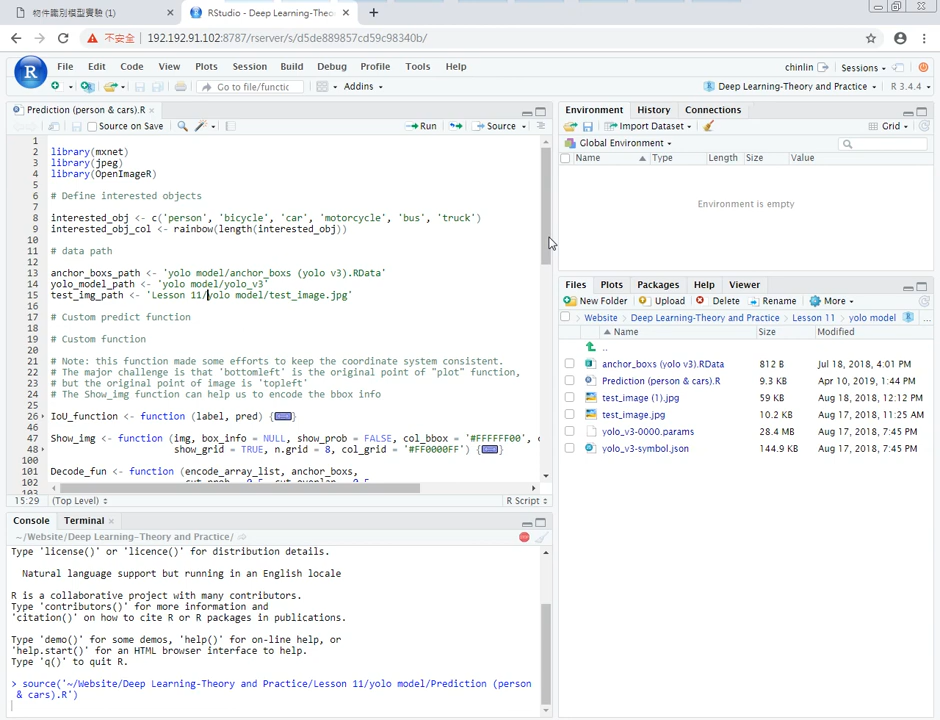 物件識別模型實驗 (1)
RStudio - Deep Learning-Theo
不安全
192.192.91.102:8787/rserver/s/d5de889857cd59c98340b/
File Edit Code View Plots Session Build Debug Profile Tools Help
chinlin Sessions
Go to file/functic Addins
Deep Learning-Theory and Practice R 3.4.4
Prediction (person & cars).R
Source on Save Run Source
1
2 library(mxnet)
3 library(jpeg)
4 library(OpenImageR)
5
6 # Define interested objects
7
8 interested_obj <- c('person', 'bicycle', 'car', 'motorcycle', 'bus', 'truck')
9 interested_obj_col <- rainbow(length(interested_obj))
10
11 # data path
12
13 anchor_boxs_path <- 'yolo model/anchor_boxs (yolo v3).RData'
14 yolo_model_path <- 'yolo model/yolo_v3'
15 test_img_path <- 'Lesson 11/yolo model/test_image.jpg'
16
17 # Custom predict function
18
19 # Custom function
20
21 # Note: this function made some efforts to keep the coordinate system consistent.
22 # The major challenge is that 'bottomleft' is the original point of "plot" function,
23 # but the original point of image is 'topleft'
24 # The Show_img function can help us to encode the bbox info
25
26 IoU_function <- function (label, pred) {
46
47 Show_img <- function (img, box_info = NULL, show_prob = FALSE, col_bbox = '#FFFFFF00', c
48 show_grid = TRUE, n.grid = 8, col_grid = '#FF0000FF') {
100
101 Decode_fun <- function (encode_array_list, anchor_boxs,
102 cut_prob = 0.5, cut_overlap = 0.5,
103
15:29 (Top Level) R Script
Console Terminal
~/Website/Deep Learning-Theory and Practice/
Type 'license()' or 'licence()' for distribution details.
Natural language support but running in an English locale
R is a collaborative project with many contributors.
Type 'contributors()' for more information and
'citation()' on how to cite R or R packages in publications.
Type 'demo()' for some demos, 'help()' for on-line help, or
'help.start()' for an HTML browser interface to help.
Type 'q()' to quit R.
> source('~/Website/Deep Learning-Theory and Practice/Lesson 11/yolo model/Prediction (person
& cars).R')
Environment History Connections
Import Dataset Grid
Global Environment
Name Type Length Size Value
Environment is empty
Files Plots Packages Help Viewer
New Folder Upload Delete Rename More
Website Deep Learning-Theory and Practice Lesson 11 yolo model ...
Name Size Modified
..
anchor_boxs (yolo v3).RData 812 B Jul 18, 2018, 4:01 PM
Prediction (person & cars).R 9.3 KB Apr 10, 2019, 1:44 PM
test_image (1).jpg 59 KB Aug 18, 2018, 12:12 PM
test_image.jpg 10.2 KB Aug 17, 2018, 11:25 AM
yolo_v3-0000.params 28.4 MB Aug 17, 2018, 7:45 PM
yolo_v3-symbol.json 144.9 KB Aug 17, 2018, 7:45 PM